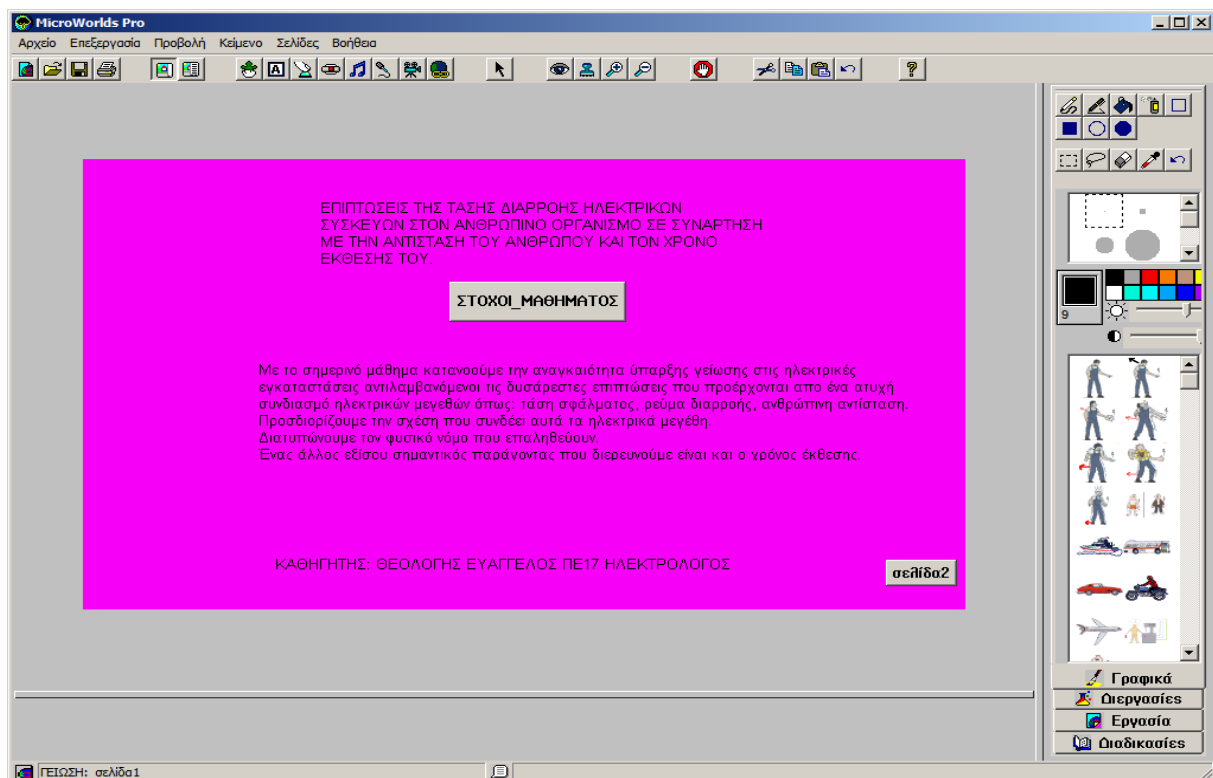 MicroWorlds Pro
Αρχείο Επεξεργασία Προβολή Κείμενο Σελίδες Βοήθεια
ΕΠΙΠΤΩΣΕΙΣ ΤΗΣ ΤΑΣΗΣ ΔΙΑΡΡΟΗΣ ΗΛΕΚΤΡΙΚΩΝ
ΣΥΣΚΕΥΩΝ ΣΤΟΝ ΑΝΘΡΩΠΙΝΟ ΟΡΓΑΝΙΣΜΟ ΣΕ ΣΥΝΑΡΤΗΣΗ
ΜΕ ΤΗΝ ΑΝΤΙΣΤΑΣΗ ΤΟΥ ΑΝΘΡΩΠΟΥ ΚΑΙ ΤΟΝ ΧΡΟΝΟ
ΕΚΘΕΣΗΣ ΤΟΥ.
ΣΤΟΧΟΙ_ΜΑΘΗΜΑΤΟΣ
Με το σημερινό μάθημα κατανοούμε την αναγκαιότητα ύπαρξης γείωσης στις ηλεκτρικές
εγκαταστάσεις αντιλαμβανόμενοι τις δυσάρεστες επιπτώσεις που προέρχονται απο ένα ατυχή
συνδιασμό ηλεκτρικών μεγεθών όπως: τάση σφάλματος, ρεύμα διαρροής, ανθρώπινη αντίσταση.
Προσδιορίζουμε την σχέση που συνδέει αυτά τα ηλεκτρικά μεγέθη.
Διατυπώνουμε τον φυσικό νόμο που επαληθεύουν.
Ένας άλλος εξίσου σημαντικός παράγοντας που διερευνούμε είναι και ο χρόνος έκθεσης.
ΚΑΘΗΓΗΤΗΣ: ΘΕΟΛΟΓΗΣ ΕΥΑΓΓΕΛΟΣ ΠΕ17 ΗΛΕΚΤΡΟΛΟΓΟΣ
σελίδα2
9
Γραφικά
Διεργασίες
Εργασία
Διαδικασίες
ΓΕΙΩΣΗ: σελίδα1